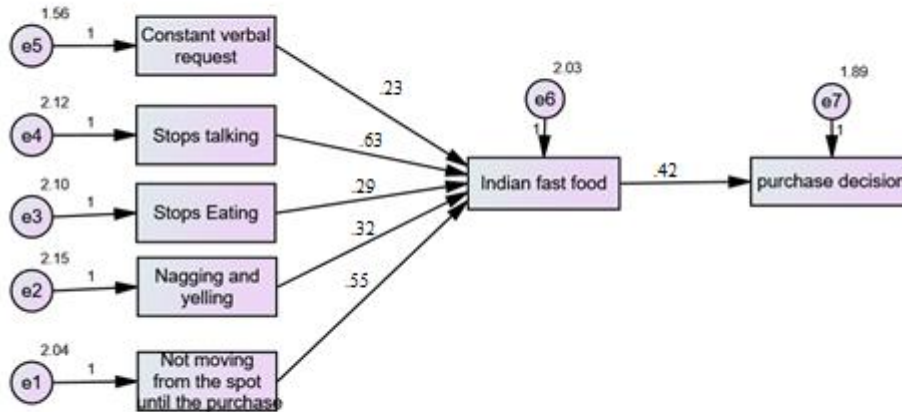 1.56
e5
1
Constant verbal
request
.23
2.12
e4
1
Stops talking
.63
2.10
e3
1
Stops Eating
.29
2.15
e2
1
Nagging and
yelling
.32
2.04
e1
1
Not moving
from the spot
until the purchase
.55
2.03
e6
1
Indian fast food
.42
1.89
e7
1
purchase decision